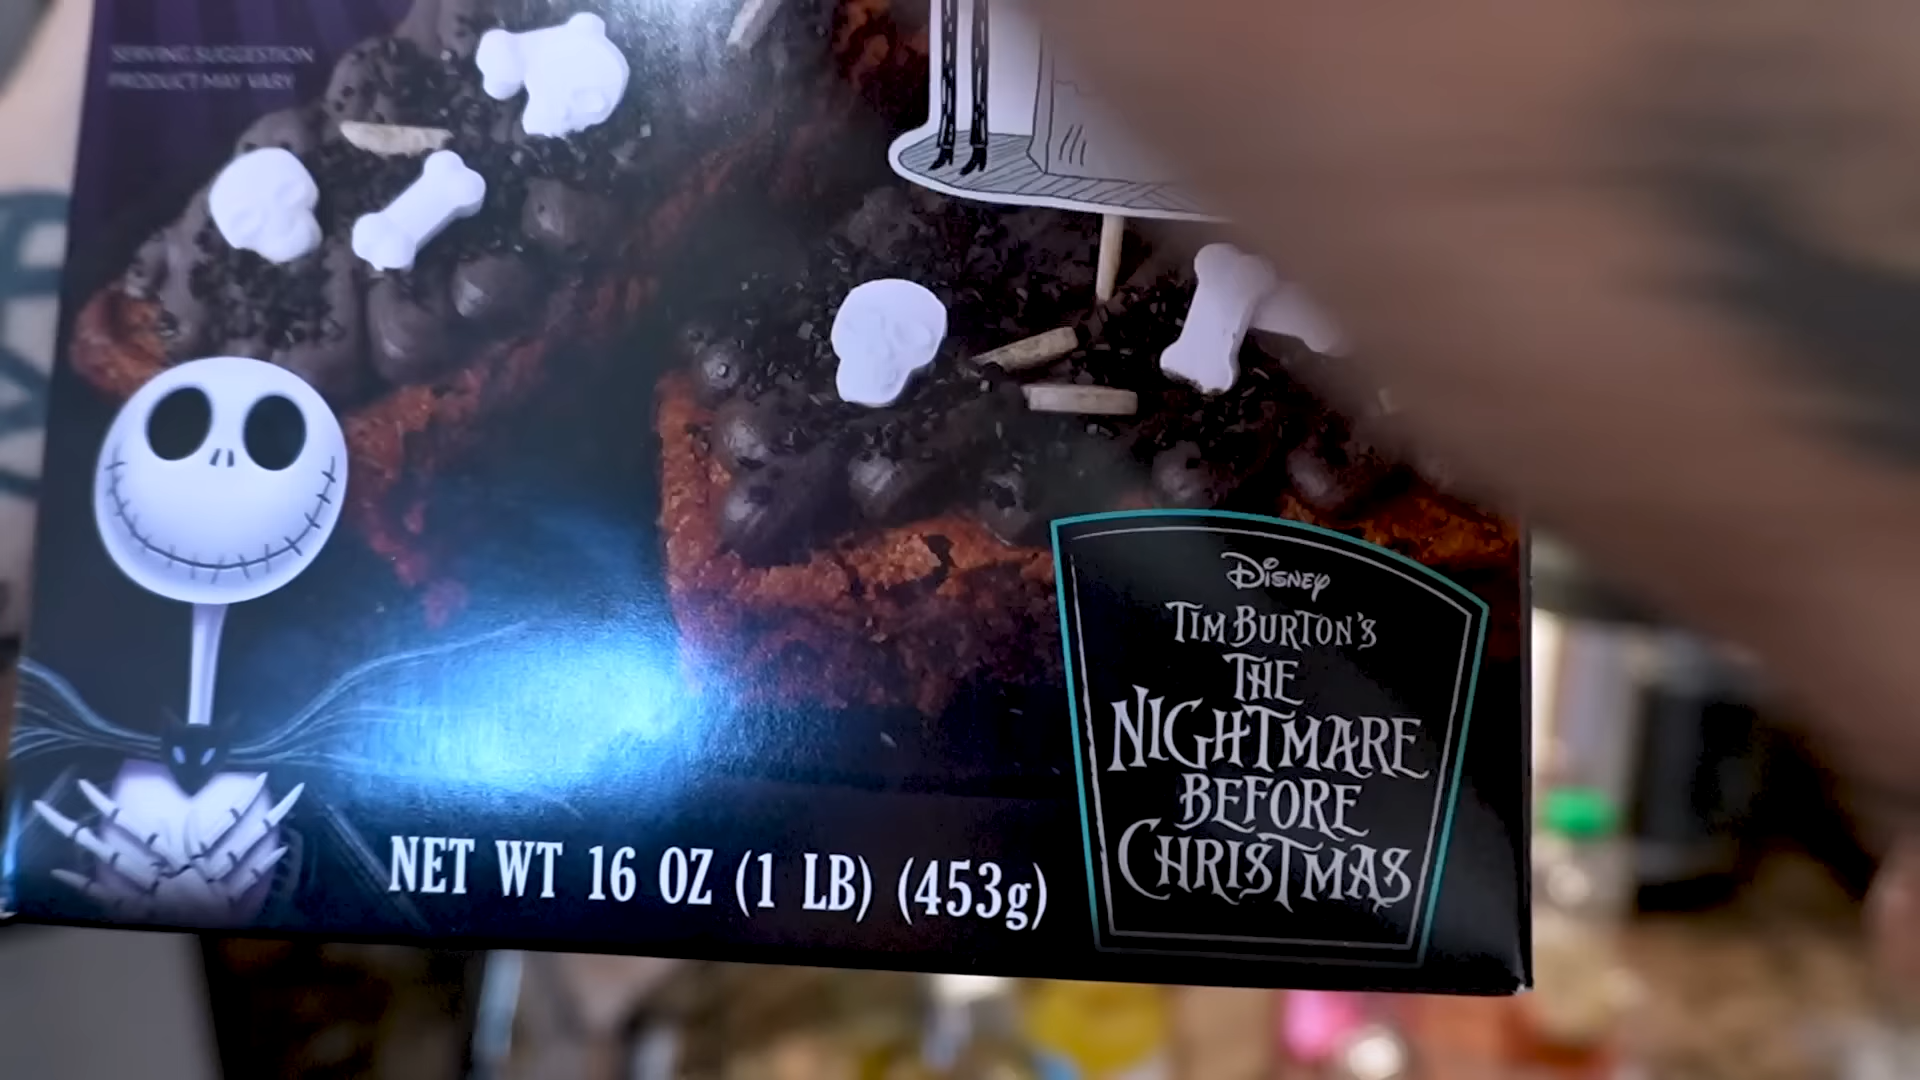 SERVING SUGGESTION
PRODUCT MAY VARY
DISNEY
TIM BURTON'S
THE
NIGHTMARE
BEFORE
CHRISTMAS
NET WT 16 OZ (1 LB) (453g)